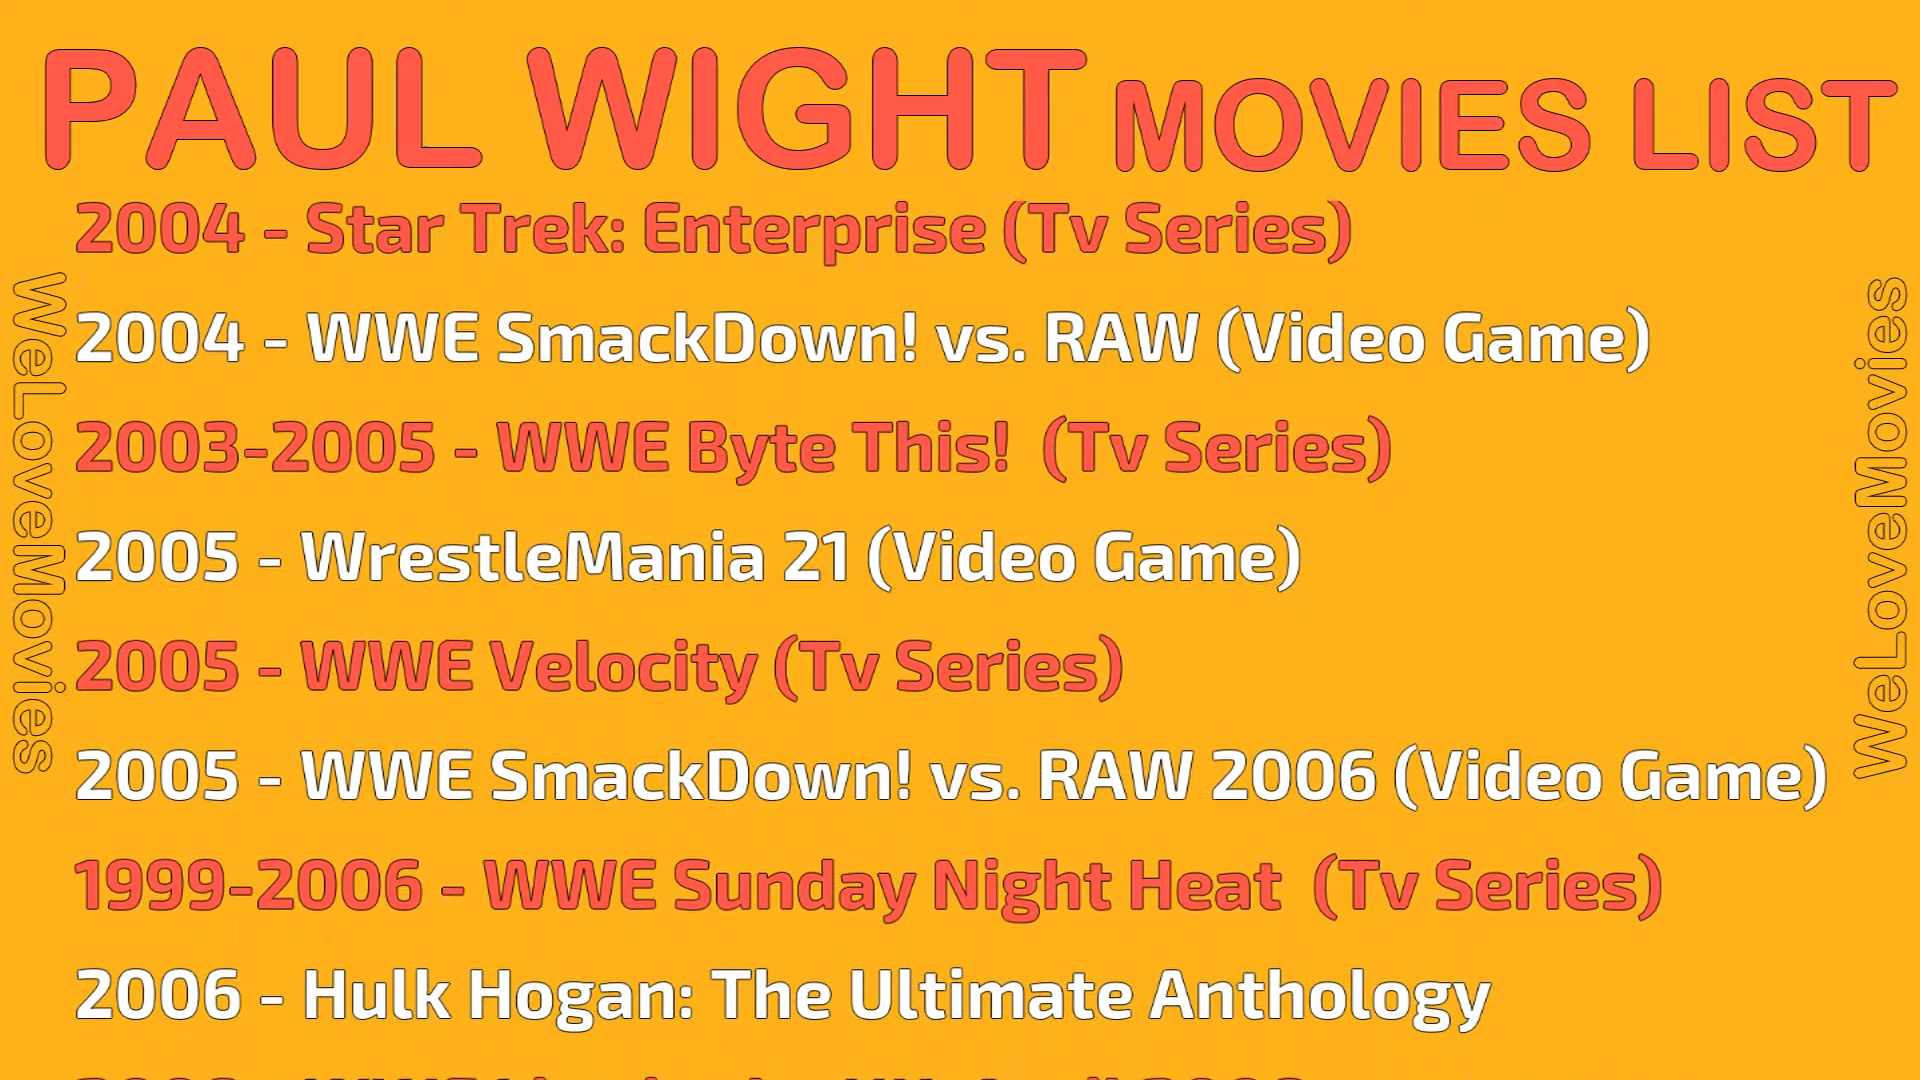 PAUL WIGHT MOVIES LIST
2004 - Star Trek: Enterprise (Tv Series)
2004 - WWE SmackDown! vs. RAW (Video Game)
2003-2005 - WWE Byte This!  (Tv Series)
2005 - WrestleMania 21 (Video Game)
2005 - WWE Velocity (Tv Series)
2005 - WWE SmackDown! vs. RAW 2006 (Video Game)
1999-2006 - WWE Sunday Night Heat  (Tv Series)
2006 - Hulk Hogan: The Ultimate Anthology
WeLoveMovies
WeLoveMovies